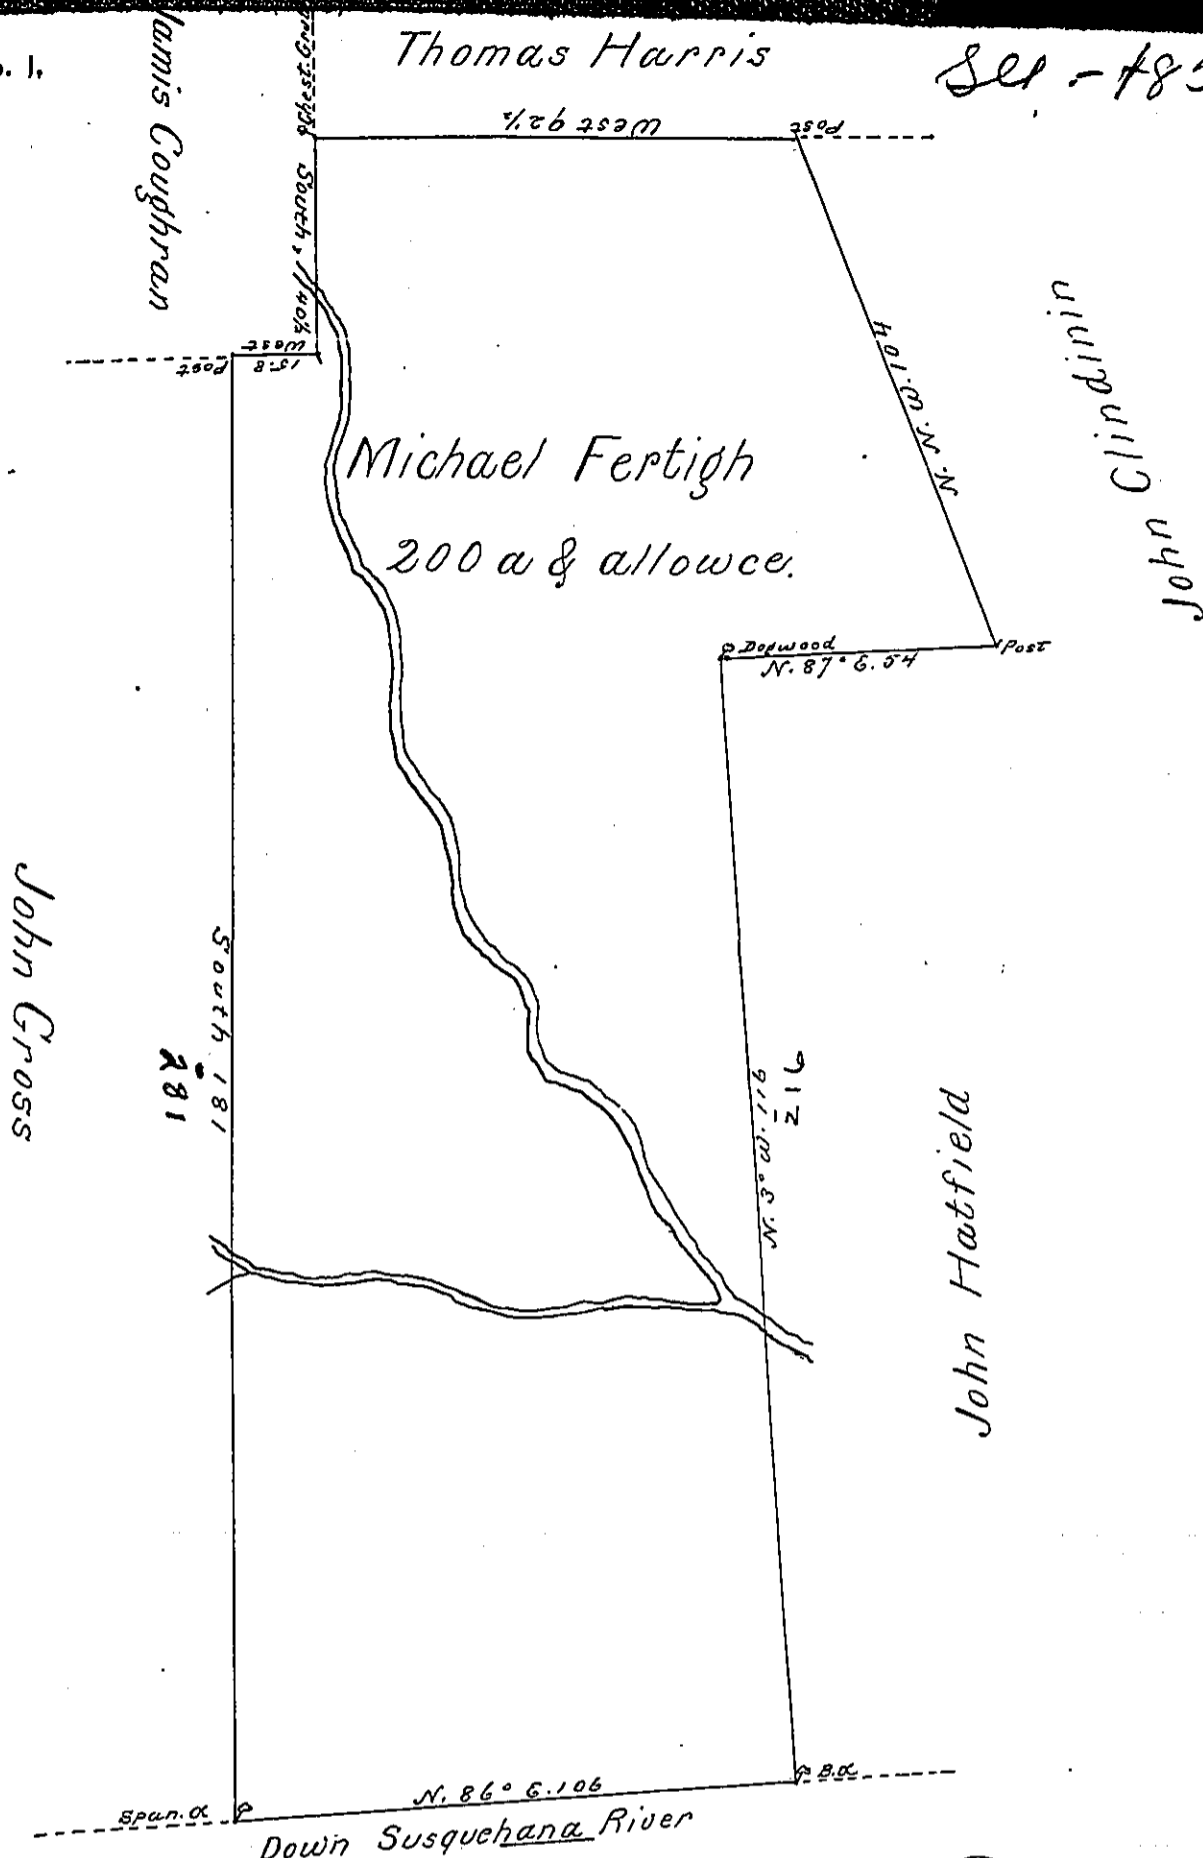 Thomas Harris
West 92½
Post
South, 40½
West
15.8
Post
Coughran
John Clindinin
N. N. W. 104
Michael Fertigh
200 a & allowce.
Dogwood
N. 87° E. 54
Post
John Gross
South 181
281
N. 3° W. 116
216
John Hatfield
Span. O
N. 86° E. 106
B. O
Down Susquehana River